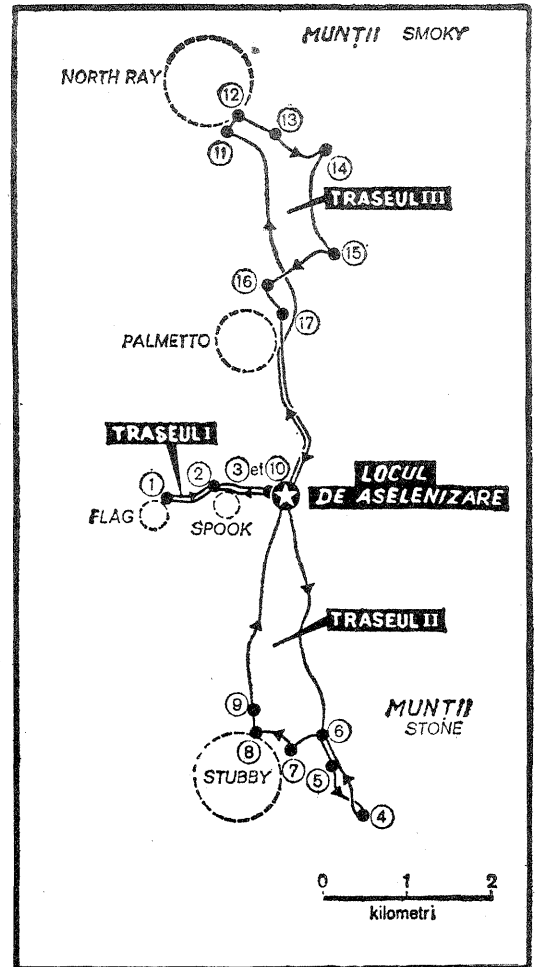 MUNȚII SMOKY
NORTH RAY
12
13
11
14
TRASEUL III
15
16
17
PALMETTO
TRASEUL I
3 et 10
2
1
LOCUL
DE ASELENIZARE
FLAG
SPOOK
TRASEUL II
MUNTII
STONE
9
6
8
7
5
STUBBY
4
0 1 2
kilometri